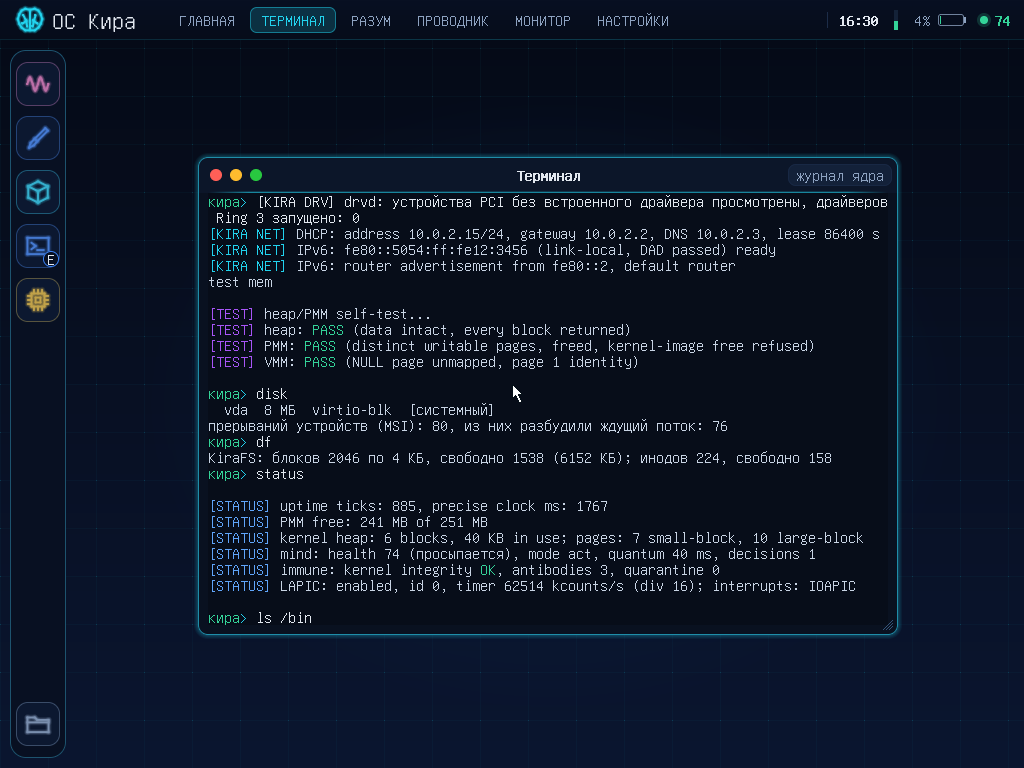 ОС Кира
ГЛАВНАЯ ТЕРМИНАЛ РАЗУМ ПРОВОДНИК МОНИТОР НАСТРОЙКИ
16:30 4% 74
E
Терминал
журнал ядра
кира> [KIRA DRV] drvd: устройства PCI без встроенного драйвера просмотрены, драйверов
Ring 3 запущено: 0
[KIRA NET] DHCP: address 10.0.2.15/24, gateway 10.0.2.2, DNS 10.0.2.3, lease 86400 s
[KIRA NET] IPv6: fe80::5054:ff:fe12:3456 (link-local, DAD passed) ready
[KIRA NET] IPv6: router advertisement from fe80::2, default router
test mem
[TEST] heap/PMM self-test...
[TEST] heap: PASS (data intact, every block returned)
[TEST] PMM: PASS (distinct writable pages, freed, kernel-image free refused)
[TEST] VMM: PASS (NULL page unmapped, page 1 identity)
кира> disk
vda 8 МБ virtio-blk [системный]
прерываний устройств (MSI): 80, из них разбудили ждущий поток: 76
кира> df
KiraFS: блоков 2046 по 4 КБ, свободно 1538 (6152 КБ); инодов 224, свободно 158
кира> status
[STATUS] uptime ticks: 885, precise clock ms: 1767
[STATUS] PMM free: 241 MB of 251 MB
[STATUS] kernel heap: 6 blocks, 40 KB in use; pages: 7 small-block, 10 large-block
[STATUS] mind: health 74 (просыпается), mode act, quantum 40 ms, decisions 1
[STATUS] immune: kernel integrity OK, antibodies 3, quarantine 0
[STATUS] LAPIC: enabled, id 0, timer 62514 kcounts/s (div 16); interrupts: IOAPIC
кира> ls /bin